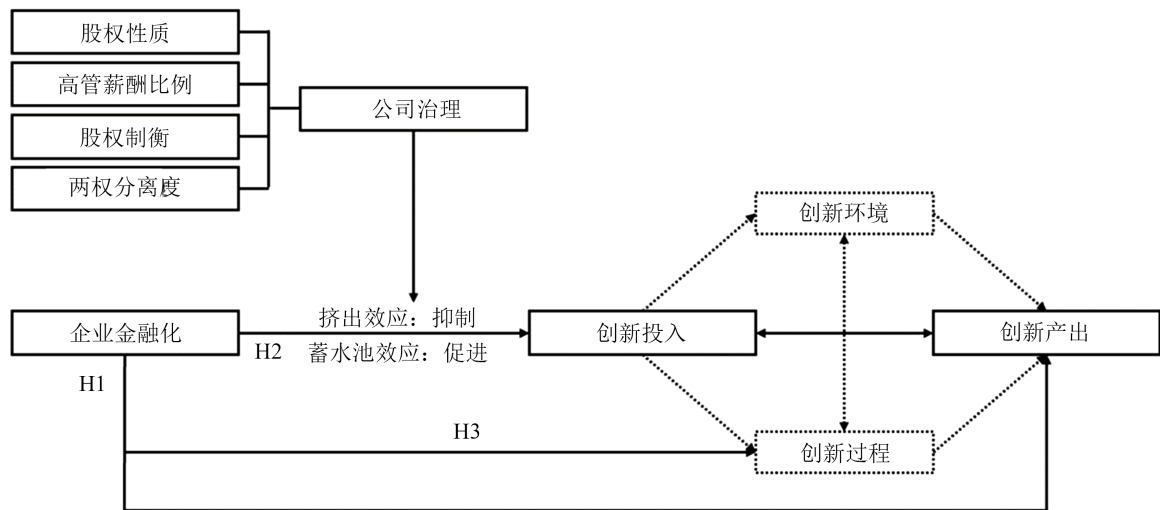 股权性质
高管薪酬比例
股权制衡
两权分离度
公司治理
创新环境
企业金融化
挤出效应：抑制
H2
蓄水池效应：促进
创新投入
创新产出
H1
H3
创新过程